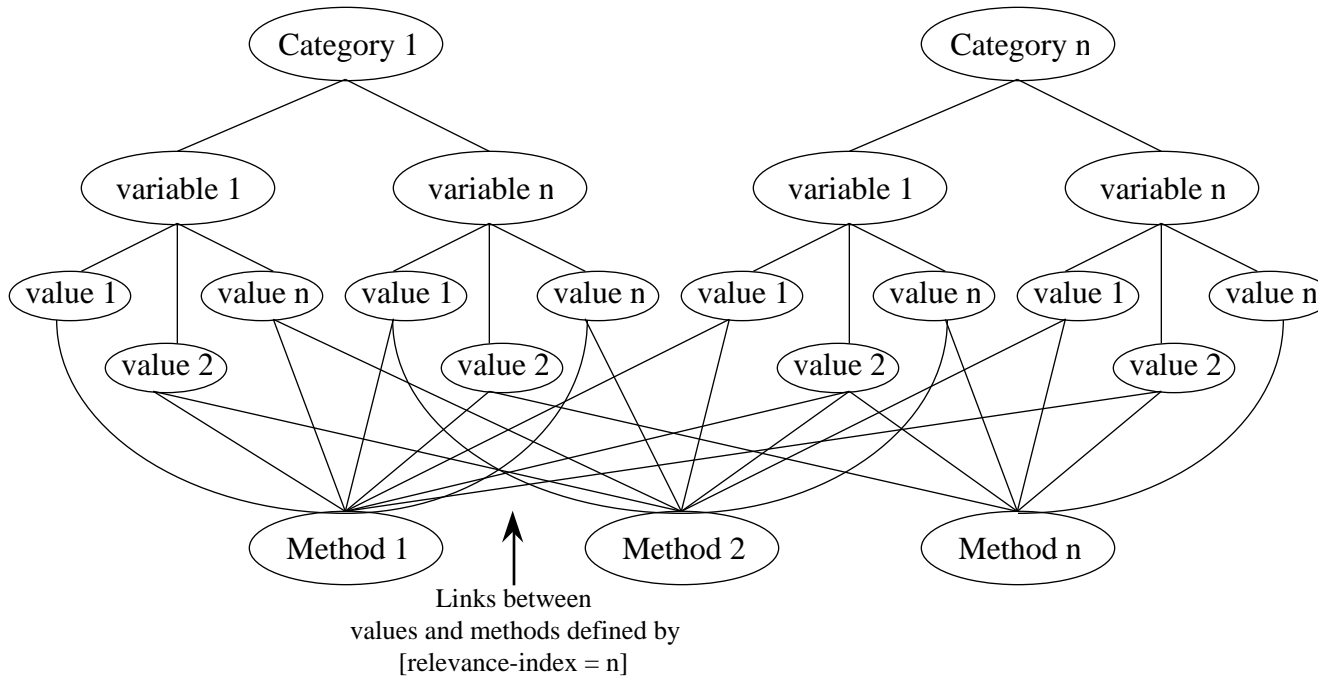 Category 1
Category n
variable 1
variable n
variable 1
variable n
value 1
value n
value 1
value n
value 1
value n
value 1
value n
value 2
value 2
value 2
value 2
Method 1
Method 2
Method n
Links between
values and methods defined by
[relevance-index = n]